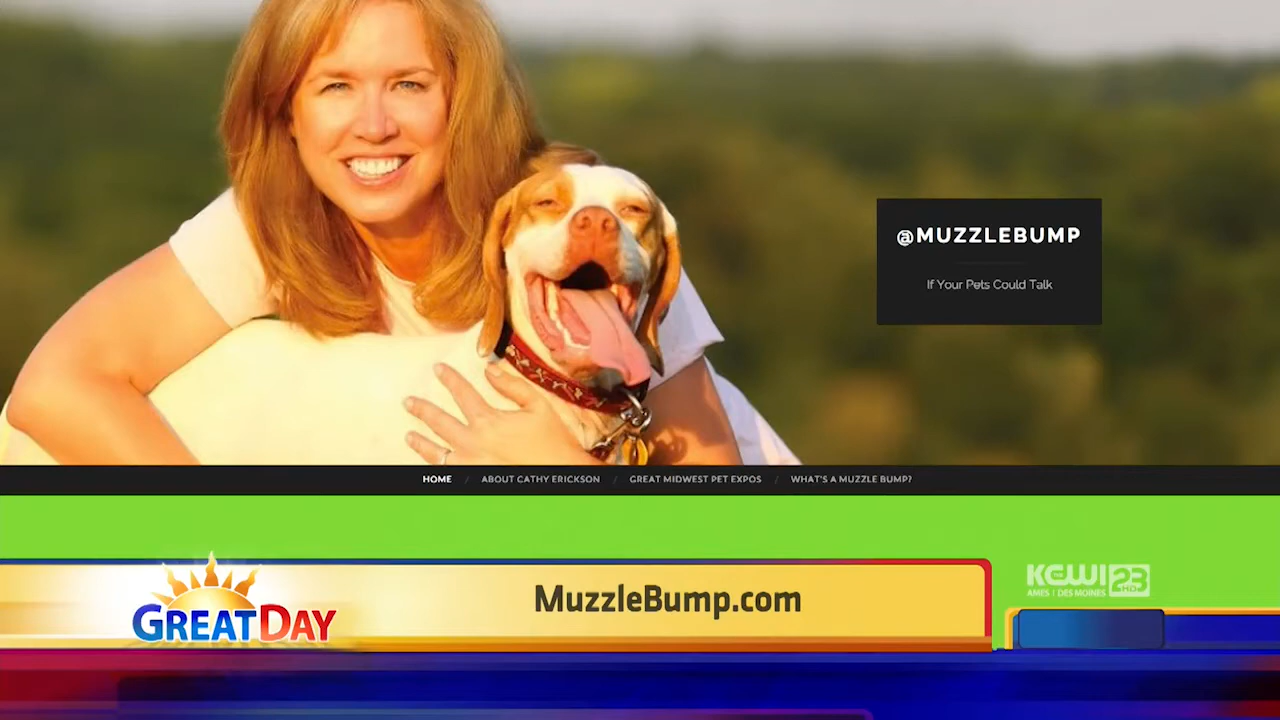 @MUZZLEBUMP
If Your Pets Could Talk
HOME / ABOUT CATHY ERICKSON / GREAT MIDWEST PET EXPOS / WHAT'S A MUZZLE BUMP?
GREAT DAY
MuzzleBump.com
KCWI 23
AMES | DES MOINES HD